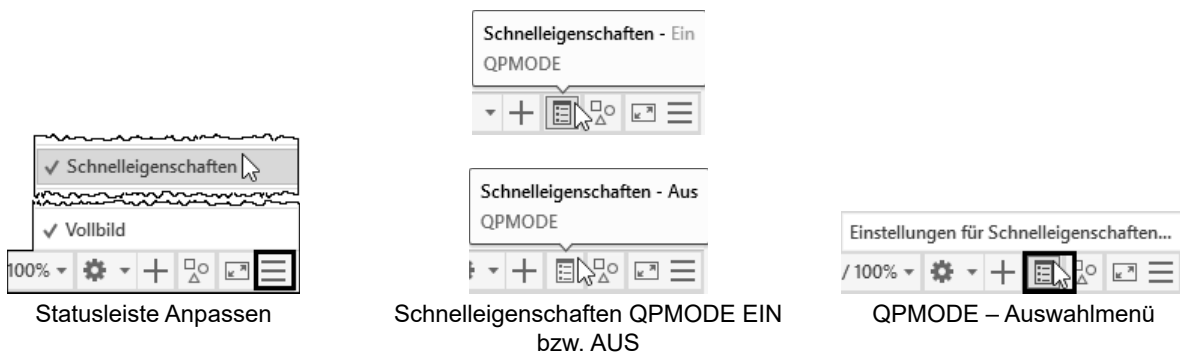 Schnelleigenschaften
Vollbild
100%
Statusleiste Anpassen
Schnelleigenschaften - Ein
QPMODE
Schnelleigenschaften - Aus
QPMODE
Schnelleigenschaften QPMODE EIN
bzw. AUS
Einstellungen für Schnelleigenschaften...
/ 100%
QPMODE – Auswahlmenü